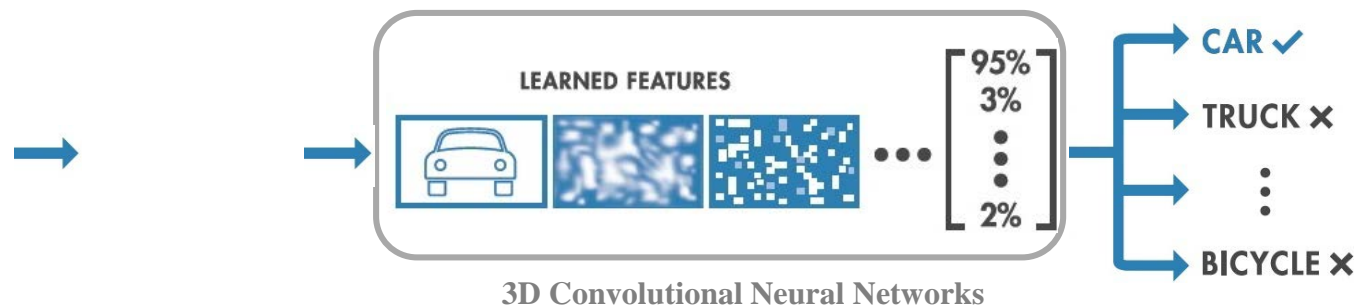 LEARNED FEATURES
95%
3%
2%
CAR ✓
TRUCK ×
BICYCLE ×
3D Convolutional Neural Networks